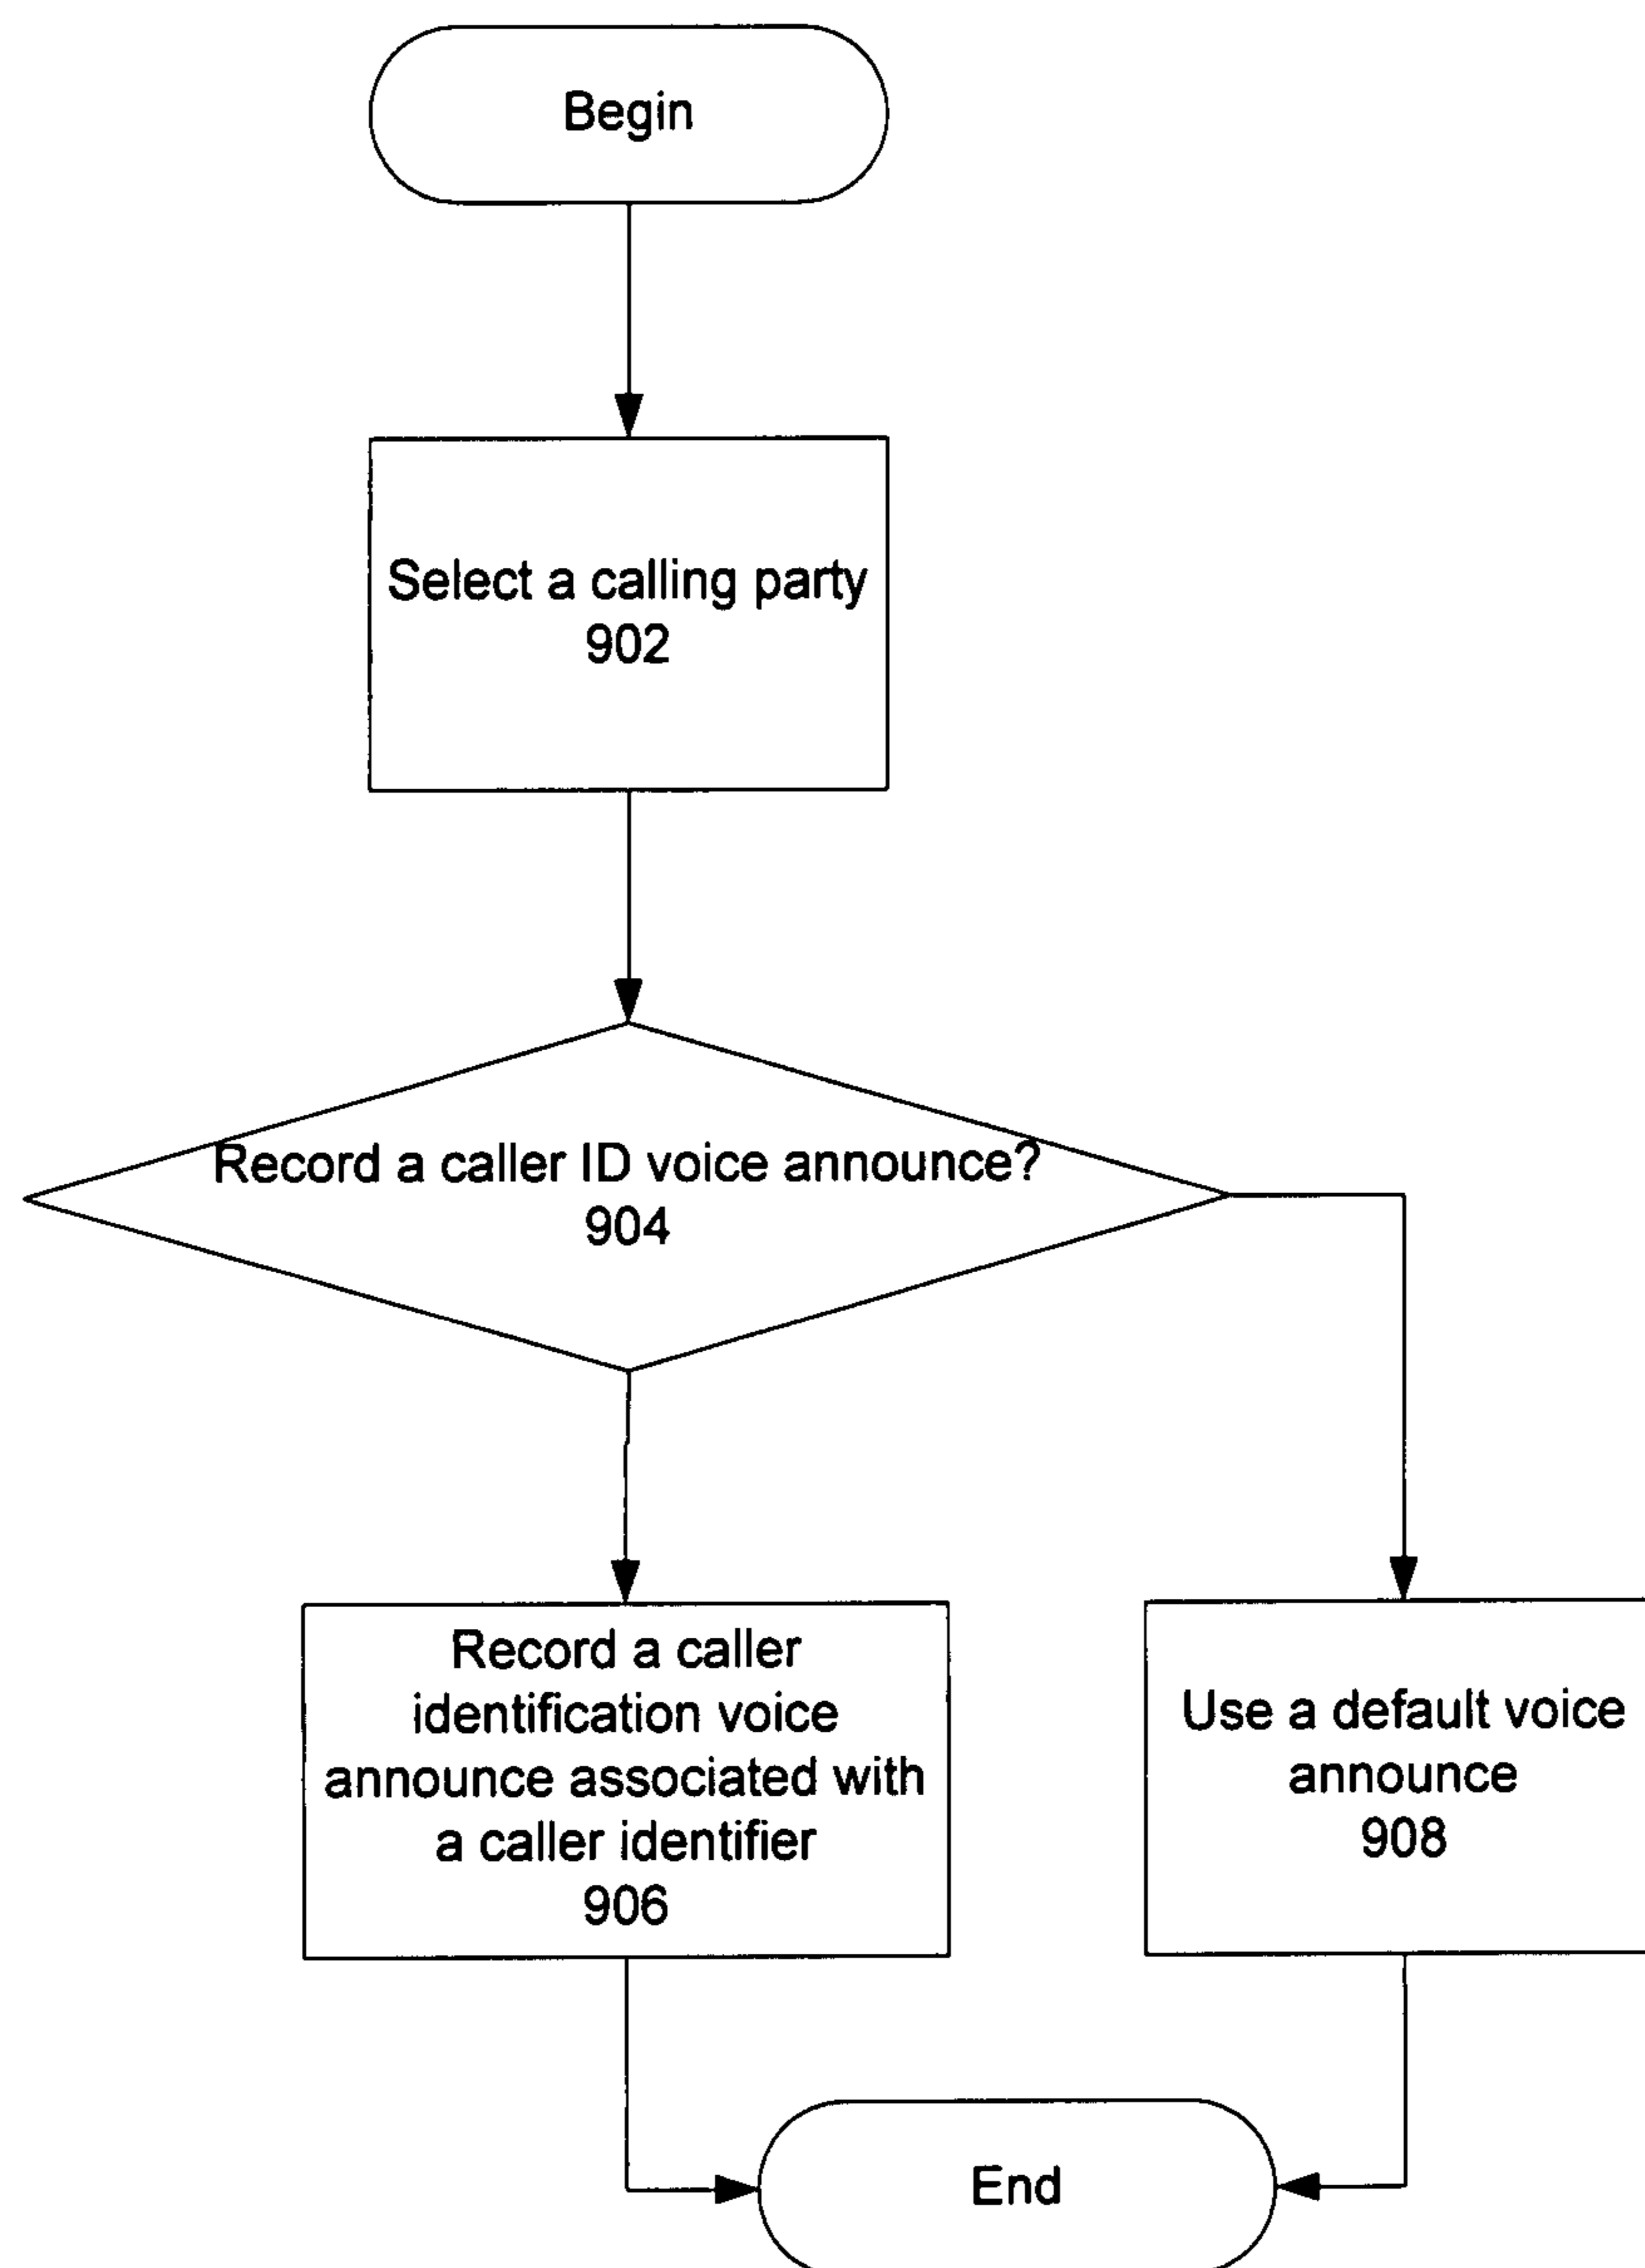 Begin
Select a calling party
902
Record a caller ID voice announce?
904
Record a caller
identification voice
announce associated with
a caller identifier
906
Use a default voice
announce
908
End